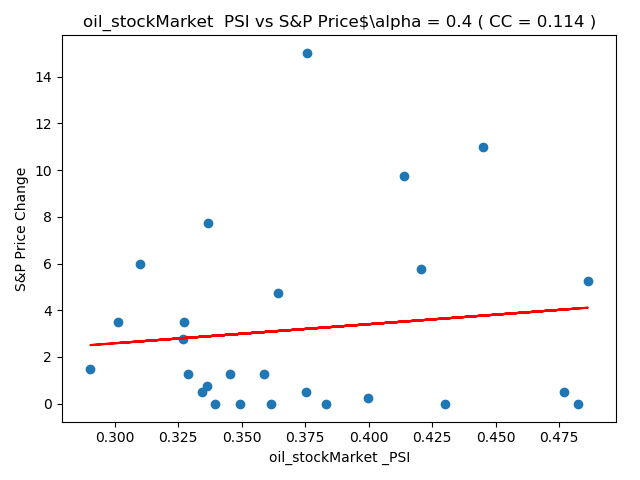 oil_stockMarket  PSI vs S&P Price$\alpha = 0.4 ( CC = 0.114 )
S&P Price Change
14
12
10
8
6
4
2
0
0.300 0.325 0.350 0.375 0.400 0.425 0.450 0.475
oil_stockMarket _PSI